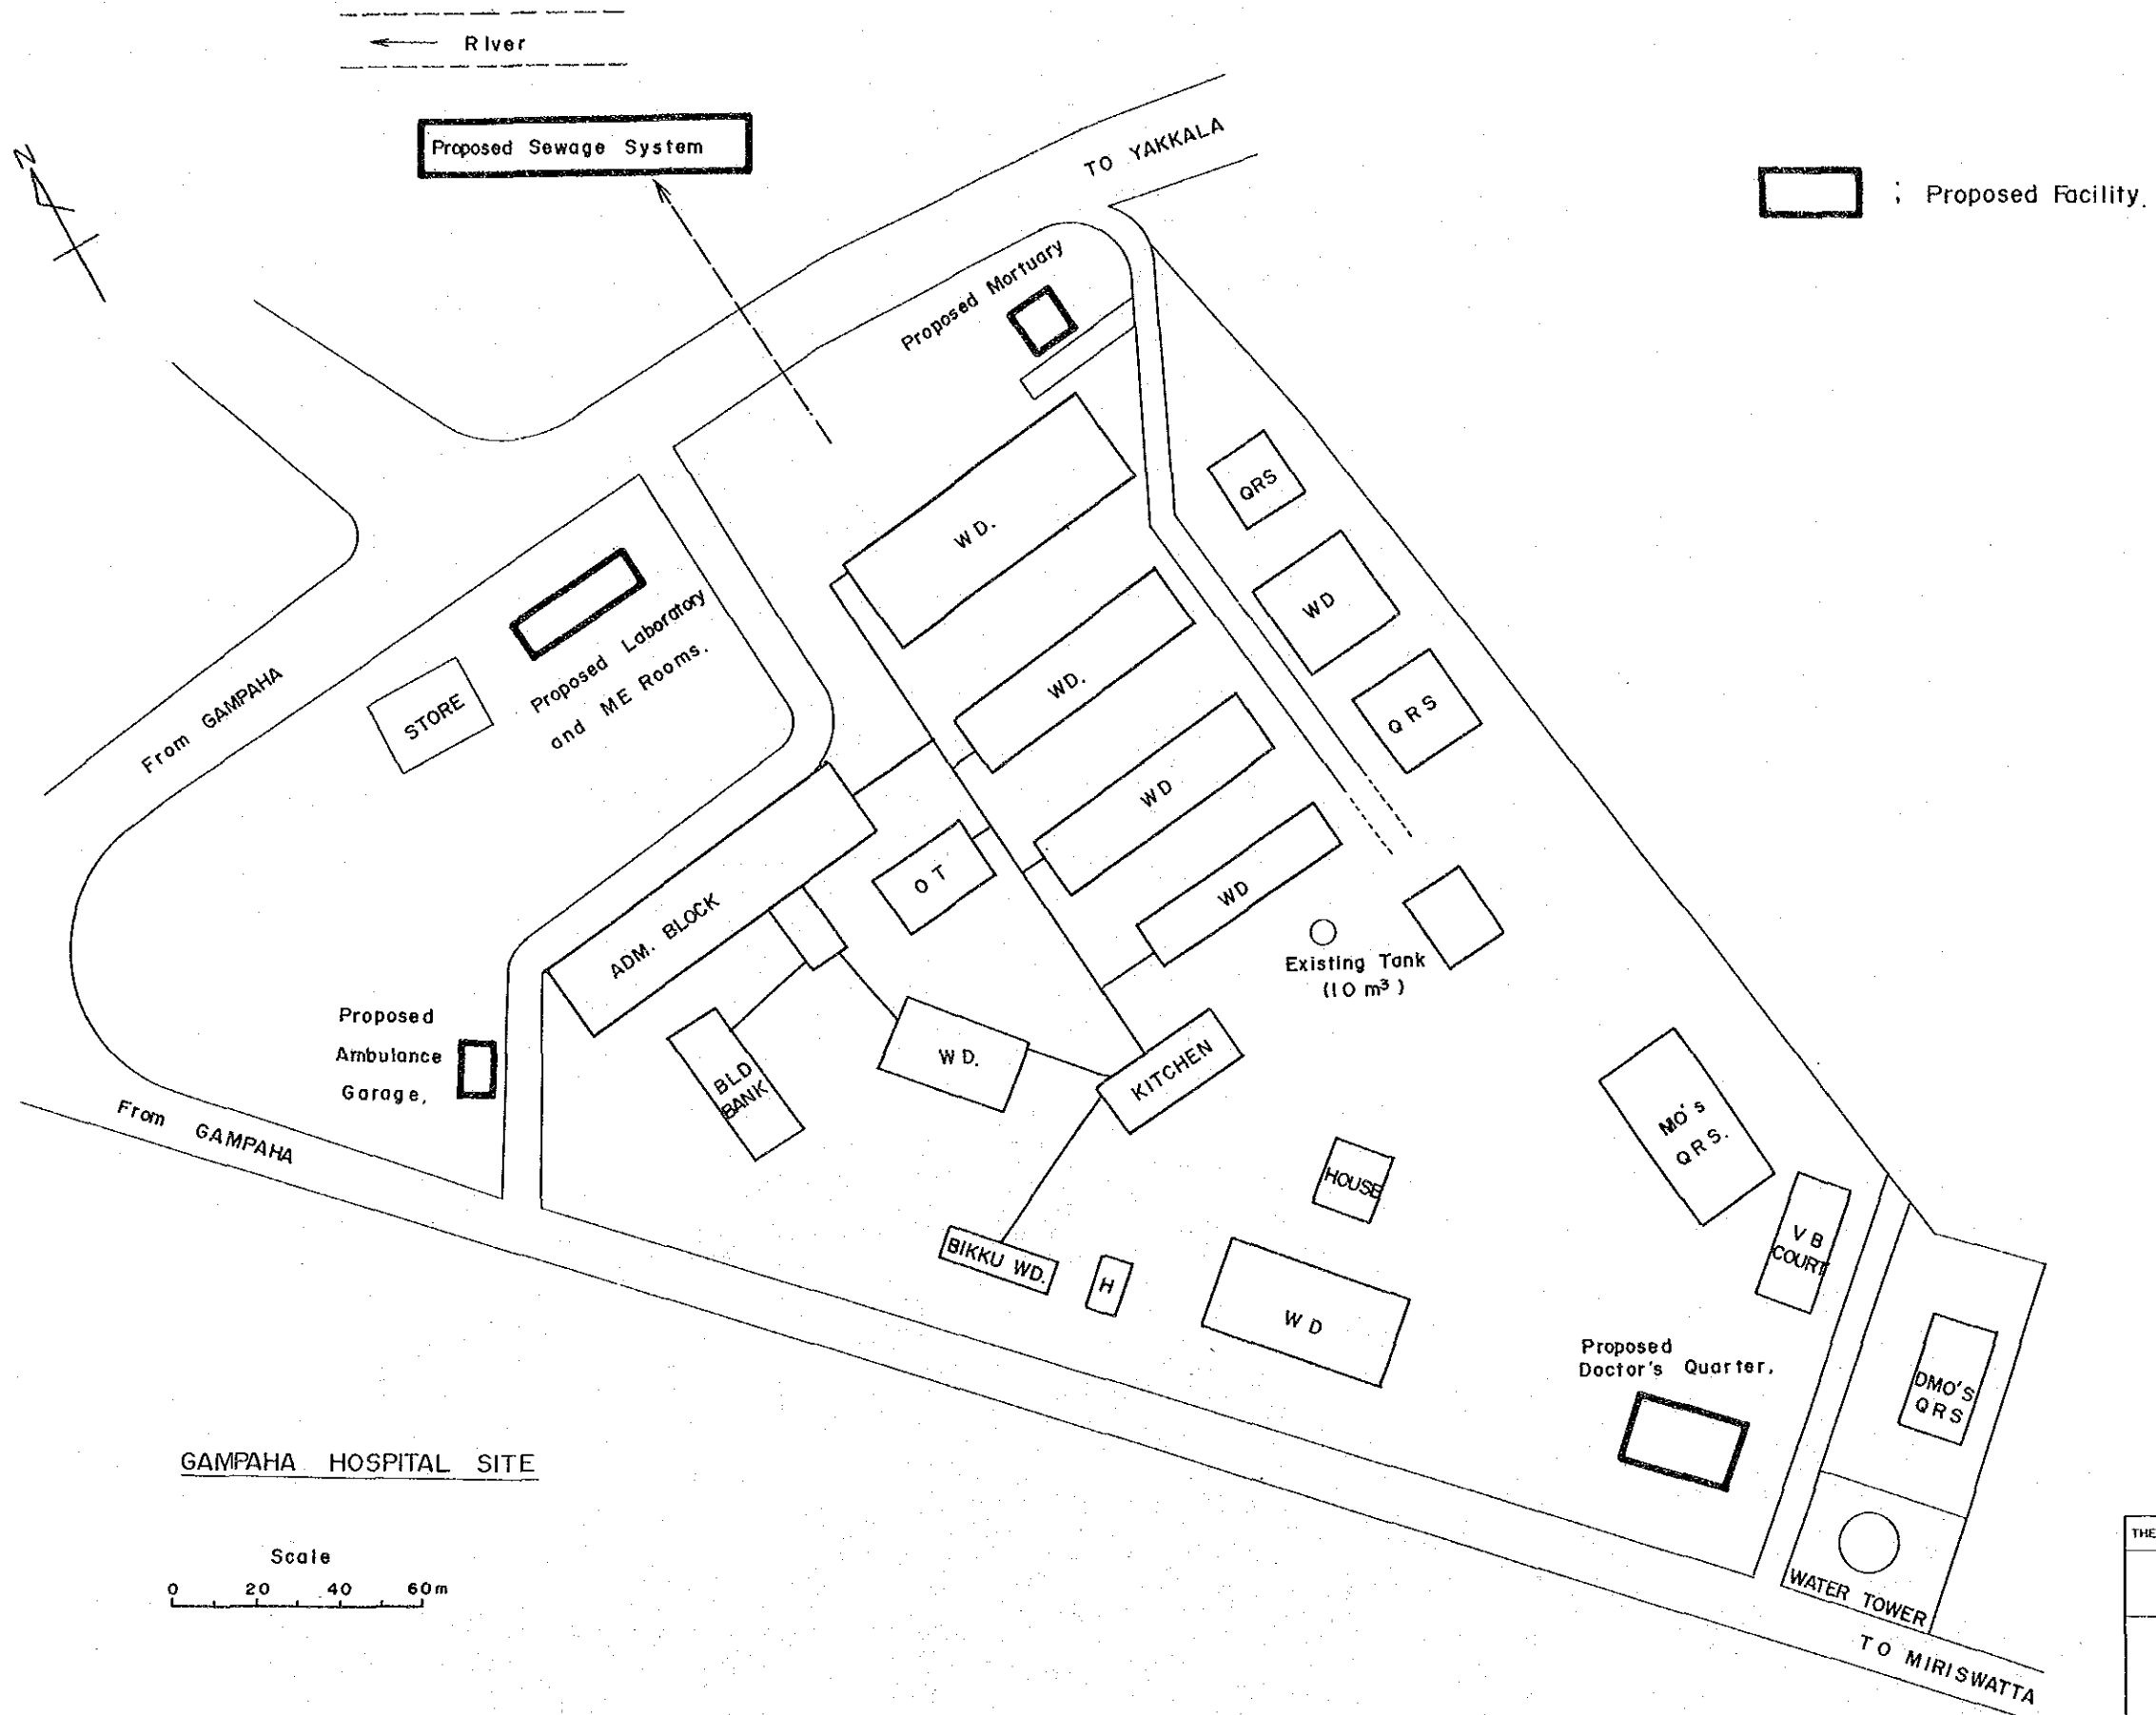 River
Proposed Sewage System
N
TO YAKKALA
; Proposed Facility.
Proposed Mortuary
QRS
W D.
WD
Proposed Laboratory
and ME Rooms.
WD.
Q R S
STORE
From GAMPAHA
WD
O T
WD
ADM. BLOCK
Existing Tank
(10 m³)
Proposed
Ambulance
Garage,
W D.
KITCHEN
BLD
BANK
From GAMPAHA
MO's
QRS.
HOUSE
V B
COURT
BIKKU WD.
H
W D
Proposed
Doctor's Quarter.
DMO'S
QRS
GAMPAHA HOSPITAL SITE
Scale
0 20 40 60m
WATER TOWER
TO MIRISWATTA
THE